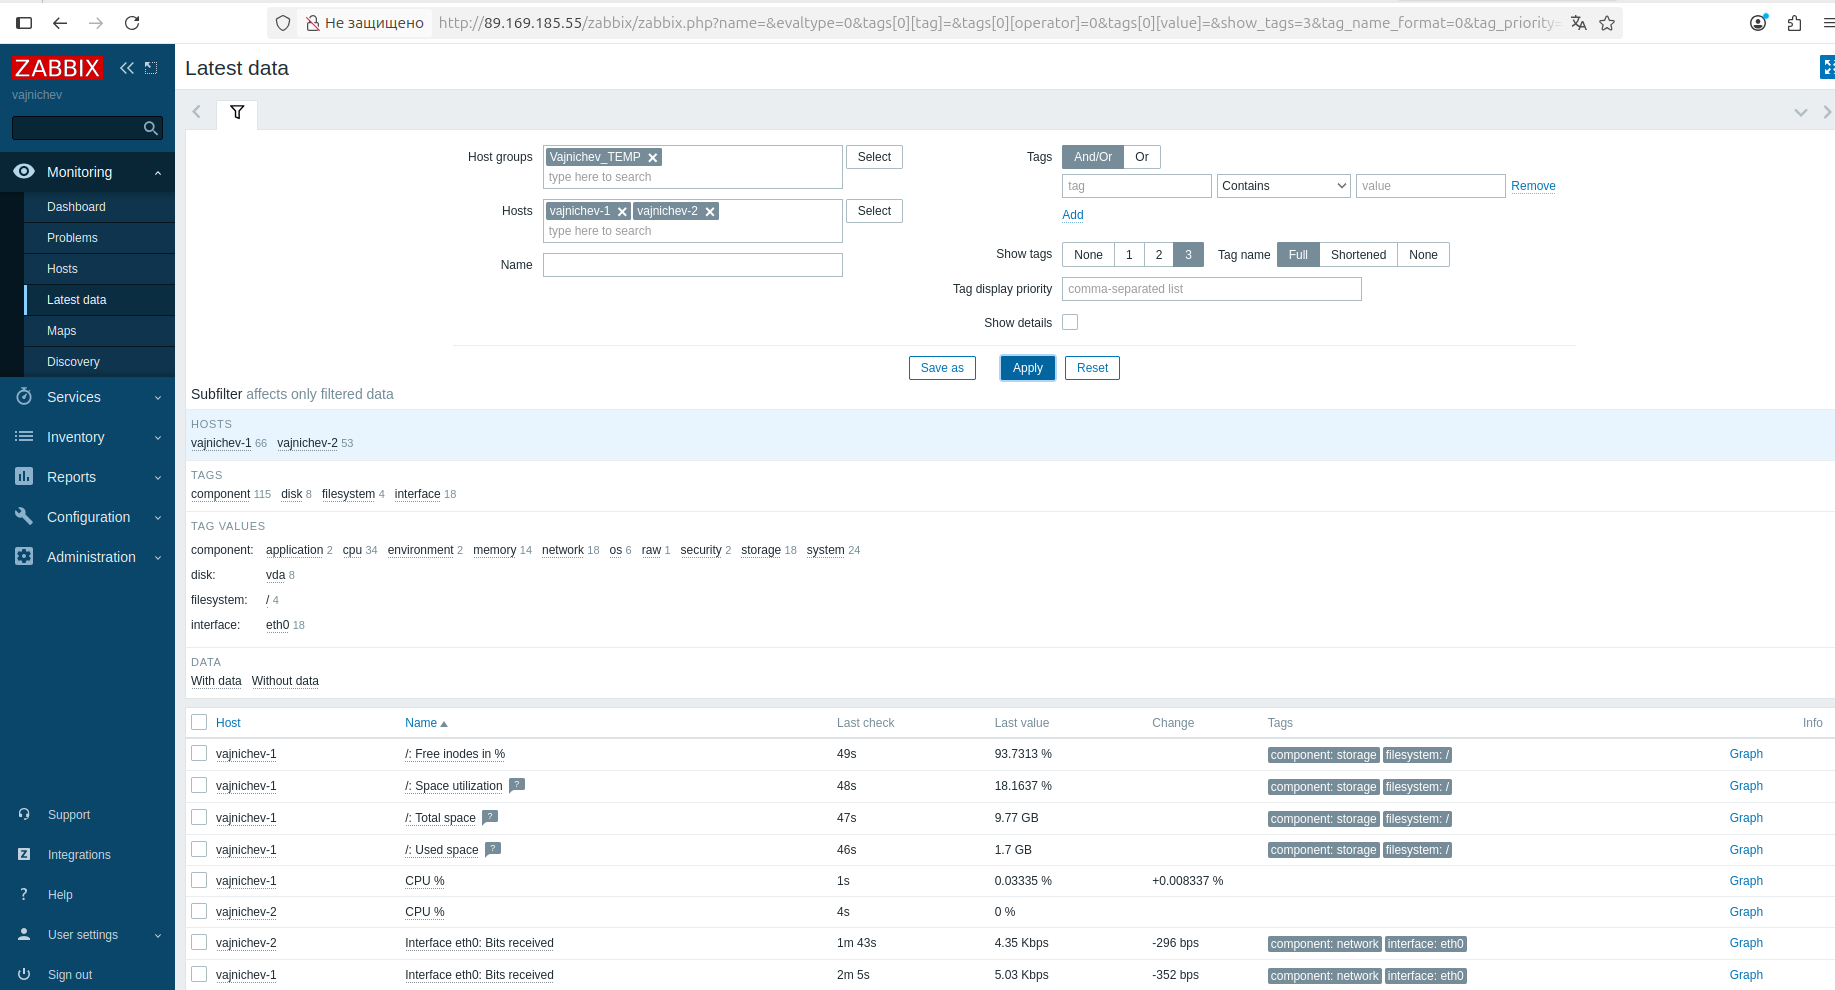 Не защищено http://89.169.185.55/zabbix/zabbix.php?name=&evaltype=0&tags[0][tag]=&tags[0][operator]=0&tags[0][value]=&show_tags=3&tag_name_format=0&tag_priority=
ZABBIX
vajnichev
Monitoring
Dashboard
Problems
Hosts
Latest data
Maps
Discovery
Services
Inventory
Reports
Configuration
Administration
Support
Integrations
Help
User settings
Sign out
Latest data
Host groups Vajnichev_TEMP Select
type here to search
Hosts vajnichev-1 vajnichev-2 Select
type here to search
Name
Tags And/Or Or
tag Contains value Remove
Add
Show tags None 1 2 3 Tag name Full Shortened None
Tag display priority comma-separated list
Show details
Save as Apply Reset
Subfilter affects only filtered data
HOSTS
vajnichev-1 66 vajnichev-2 53
TAGS
component 115 disk 8 filesystem 4 interface 18
TAG VALUES
component: application 2 cpu 34 environment 2 memory 14 network 18 os 6 raw 1 security 2 storage 18 system 24
disk: vda 8
filesystem: / 4
interface: eth0 18
DATA
With data Without data
Host Name Last check Last value Change Tags Info
vajnichev-1 /: Free inodes in % 49s 93.7313 % component: storage filesystem: / Graph
vajnichev-1 /: Space utilization ? 48s 18.1637 % component: storage filesystem: / Graph
vajnichev-1 /: Total space ? 47s 9.77 GB component: storage filesystem: / Graph
vajnichev-1 /: Used space ? 46s 1.7 GB component: storage filesystem: / Graph
vajnichev-1 CPU % 1s 0.03335 % +0.008337 % Graph
vajnichev-2 CPU % 4s 0 % Graph
vajnichev-2 Interface eth0: Bits received 1m 43s 4.35 Kbps -296 bps component: network interface: eth0 Graph
vajnichev-1 Interface eth0: Bits received 2m 5s 5.03 Kbps -352 bps component: network interface: eth0 Graph